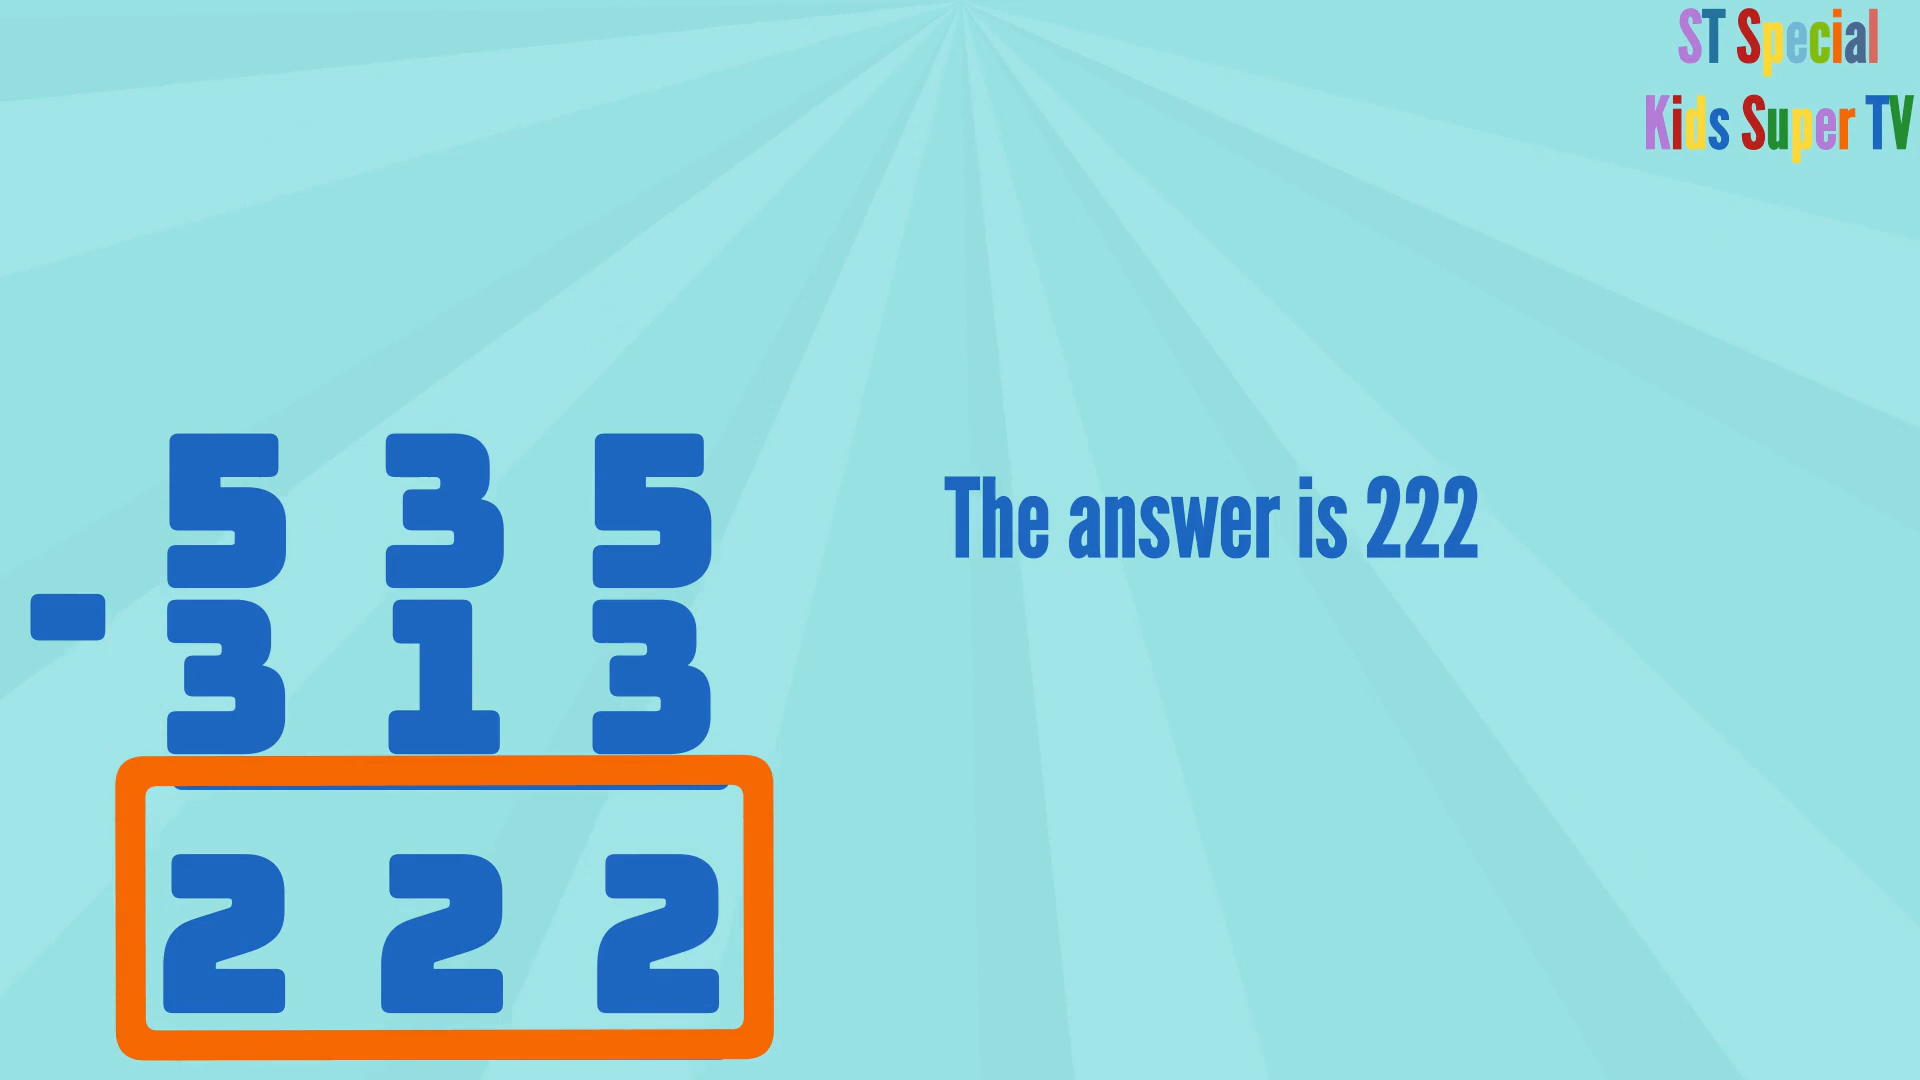 ST Special
Kids Super TV
5 3 5
- 3 1 3
2 2 2
The answer is 222